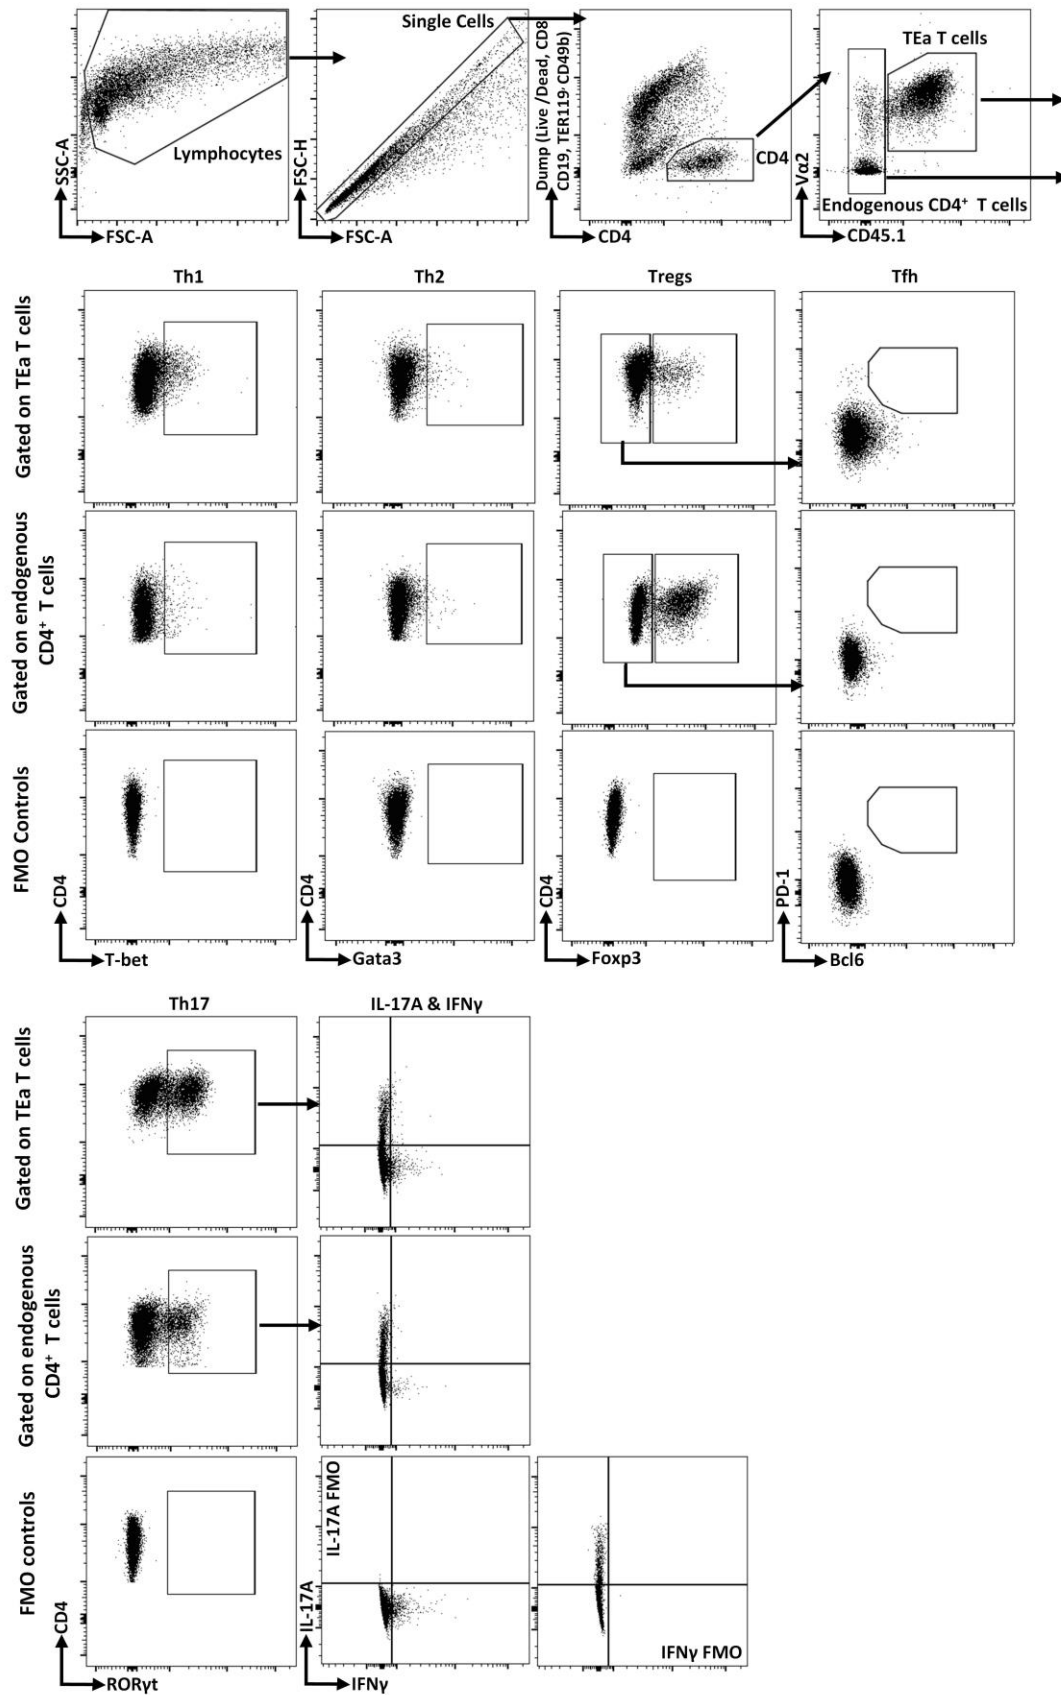 Single Cells
Lymphocytes
SSC-A
FSC-A
FSC-H
FSC-A
Dump (Live /Dead, CD8
CD19, TER119 CD49b)
CD4
CD4
TEa T cells
Vα2
Endogenous CD4⁺ T cells
CD45.1
Th1
Th2
Tregs
Tfh
Gated on TEa T cells
Gated on endogenous
CD4⁺ T cells
FMO Controls
CD4
T-bet
CD4
Gata3
CD4
Foxp3
PD-1
Bcl6
Th17
IL-17A & IFNγ
Gated on TEa T cells
Gated on endogenous
CD4⁺ T cells
FMO controls
CD4
RORγt
IL-17A FMO
IL-17A
IFNγ
IFNγ FMO